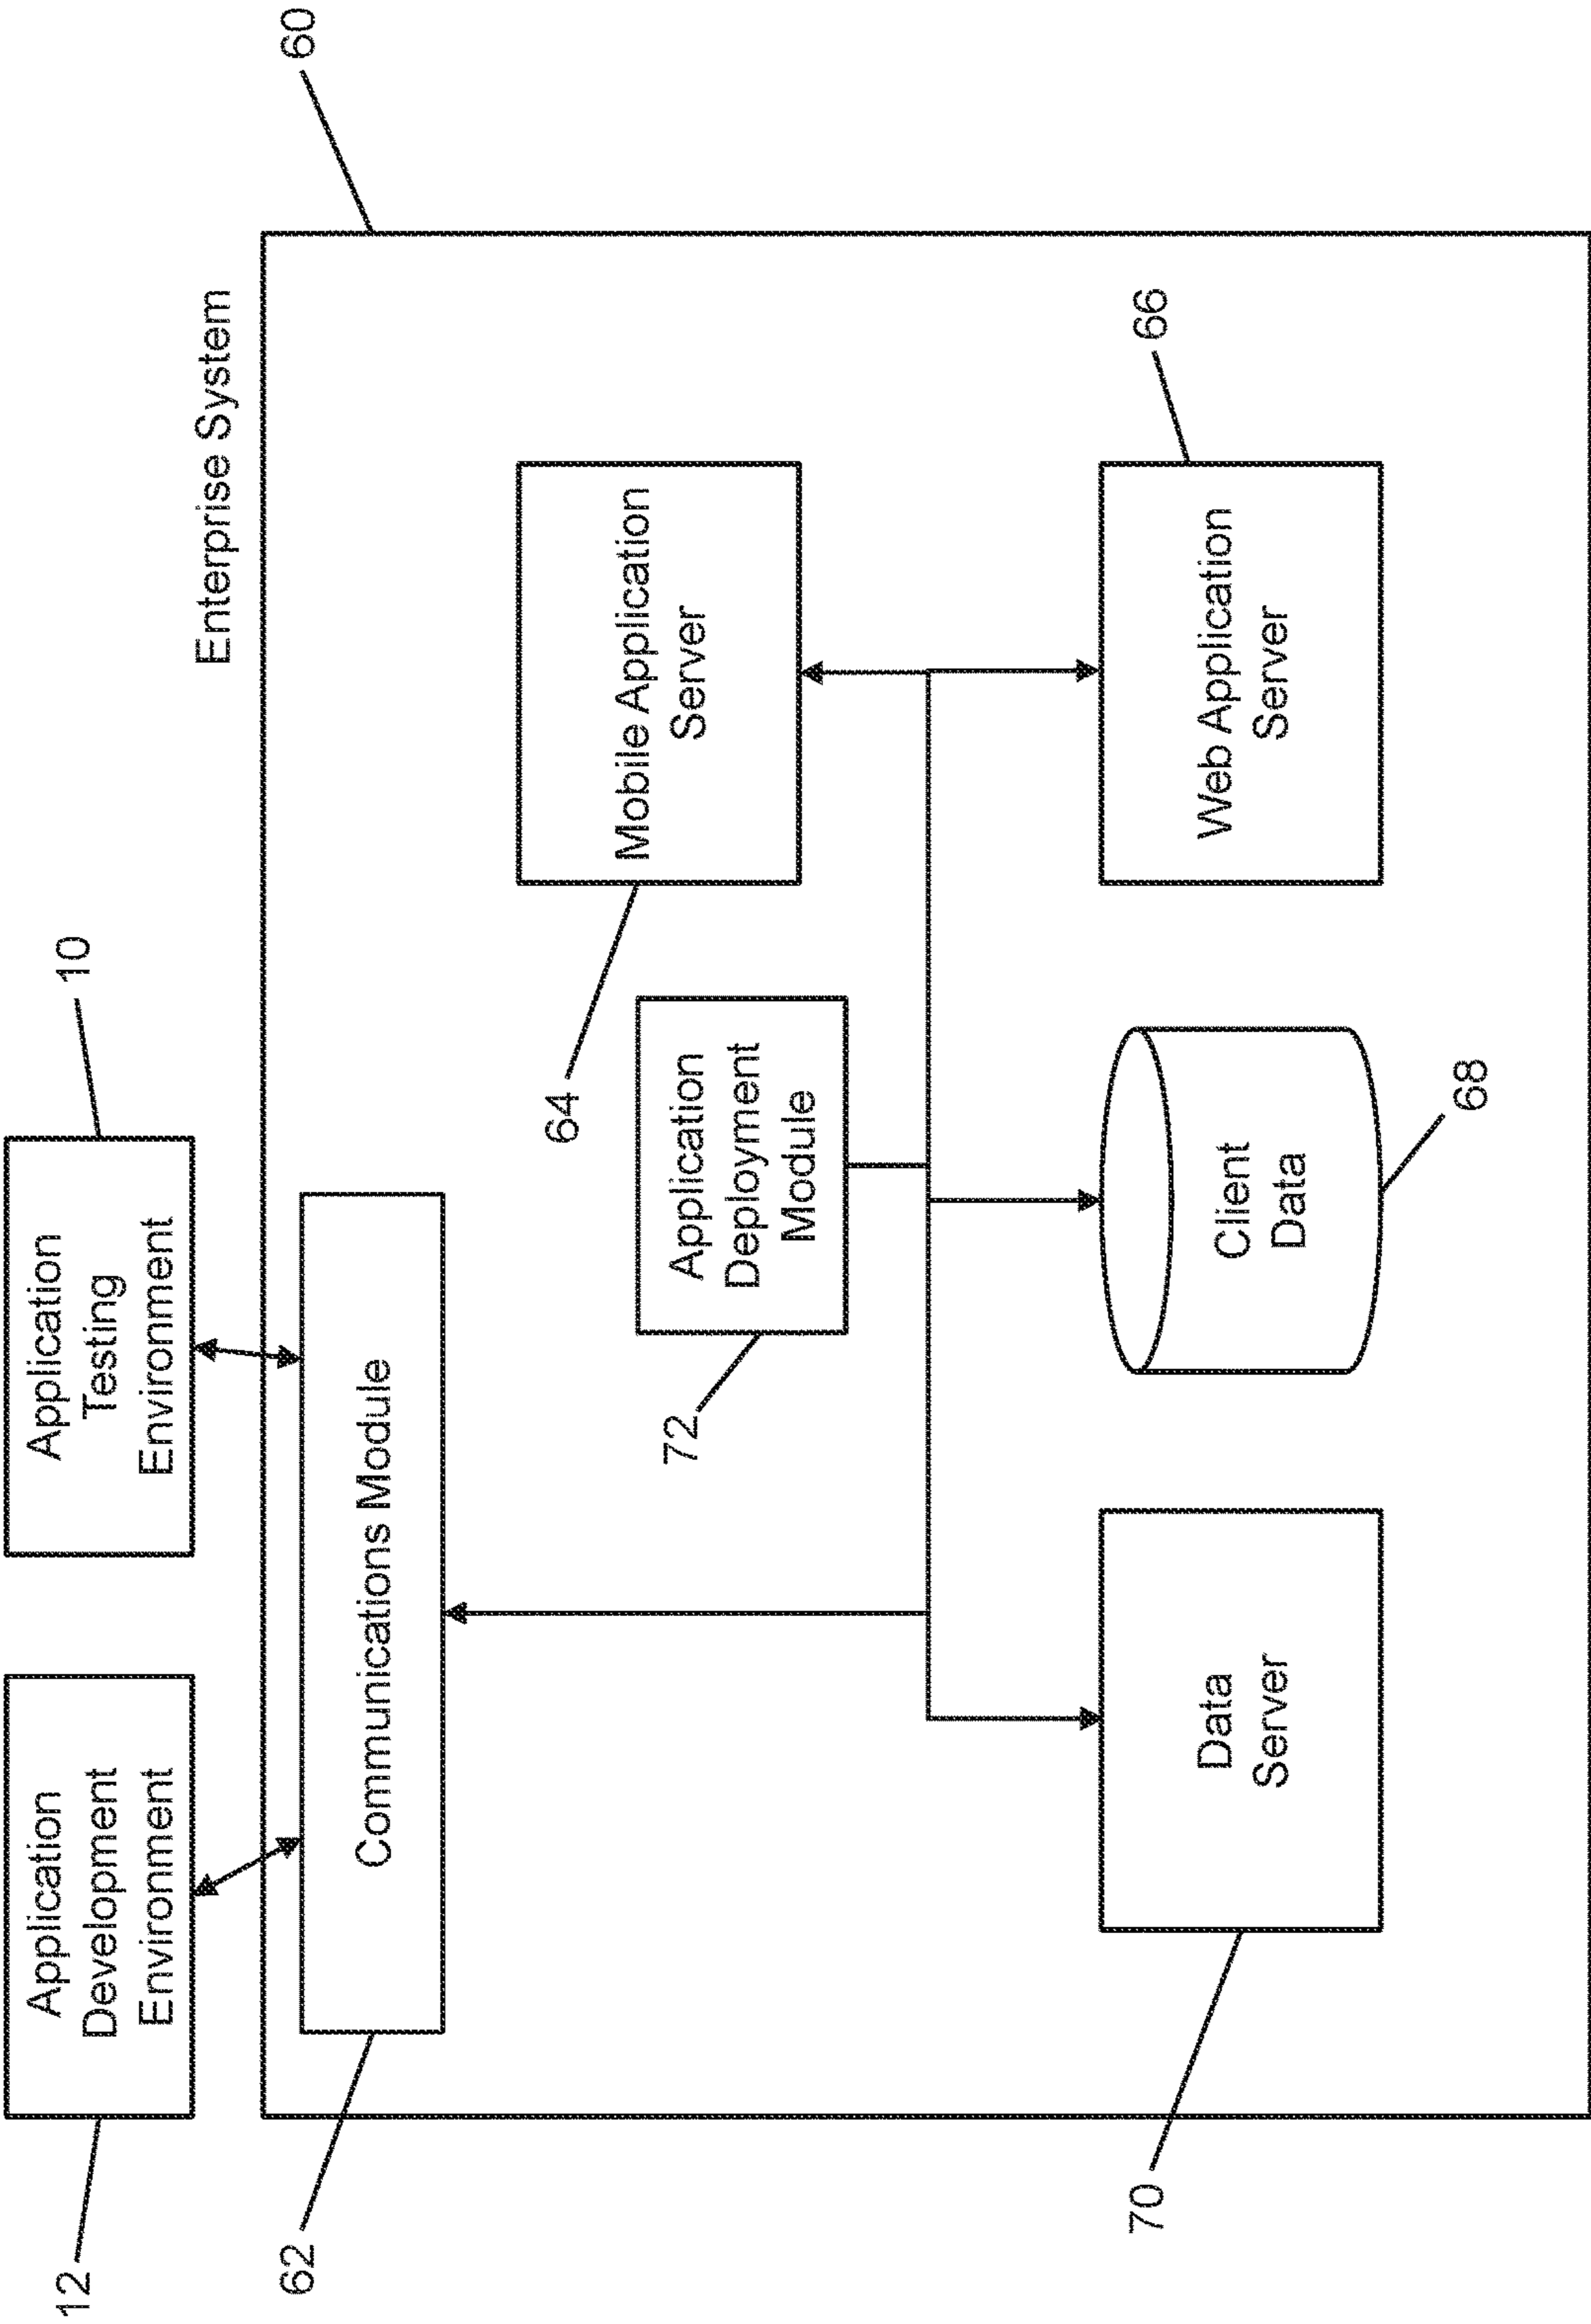 12
Application
Development
Environment
Application
Testing
Environment
10
Enterprise System
60
62
Communications Module
64
Mobile Application
Server
72
Application
Deployment
Module
70
Data
Server
Client
Data
68
Web Application
Server
66